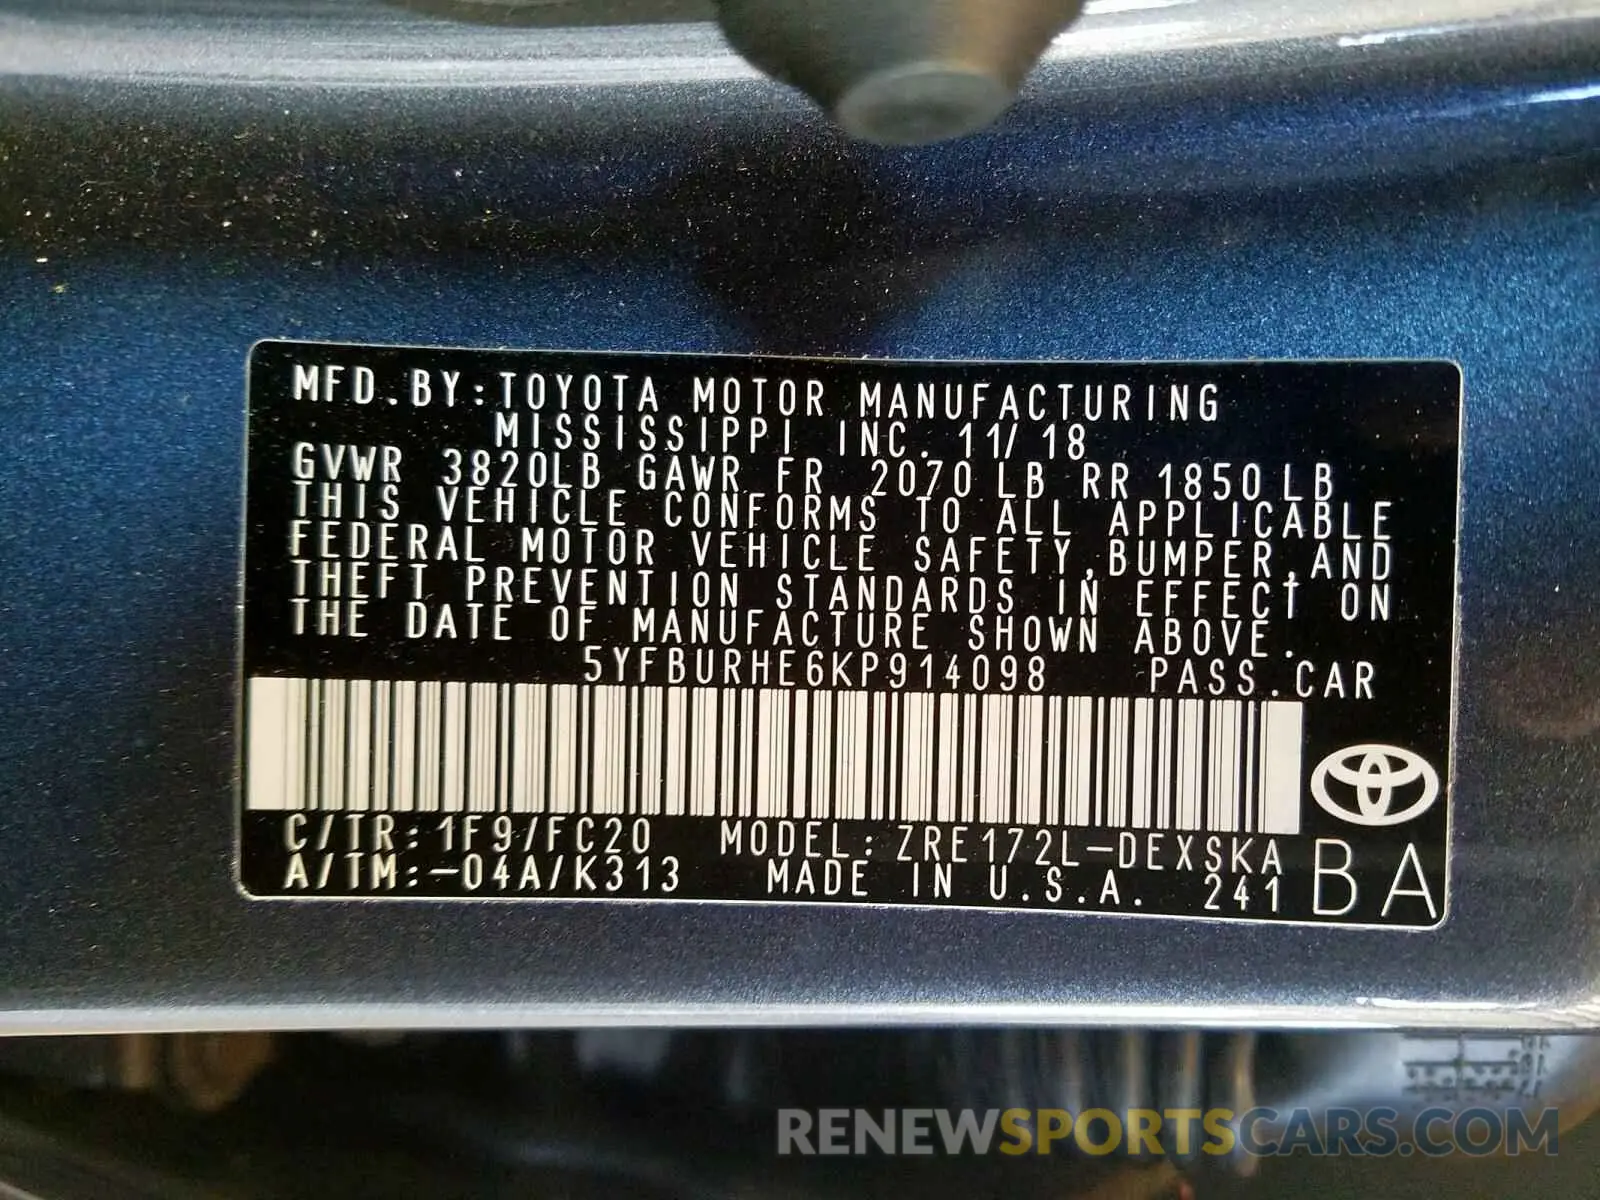 MFD.BY:TOYOTA MOTOR MANUFACTURING
MISSISSIPPI INC. 11/18
GVWR 3820LB GAWR FR 2070LB RR 1850LB
THIS VEHICLE CONFORMS TO ALL APPLICABLE
FEDERAL MOTOR VEHICLE SAFETY,BUMPER,AND
THEFT PREVENTION STANDARDS IN EFFECT ON
THE DATE OF MANUFACTURE SHOWN ABOVE.
5YFBURHE6KP914098 PASS.CAR
C/TR:1F9/FC20 MODEL:ZRE172L-DEXSKA
A/TM:-04A/K313 MADE IN U.S.A. 241
BA
RENEWSPORTSCARS.COM